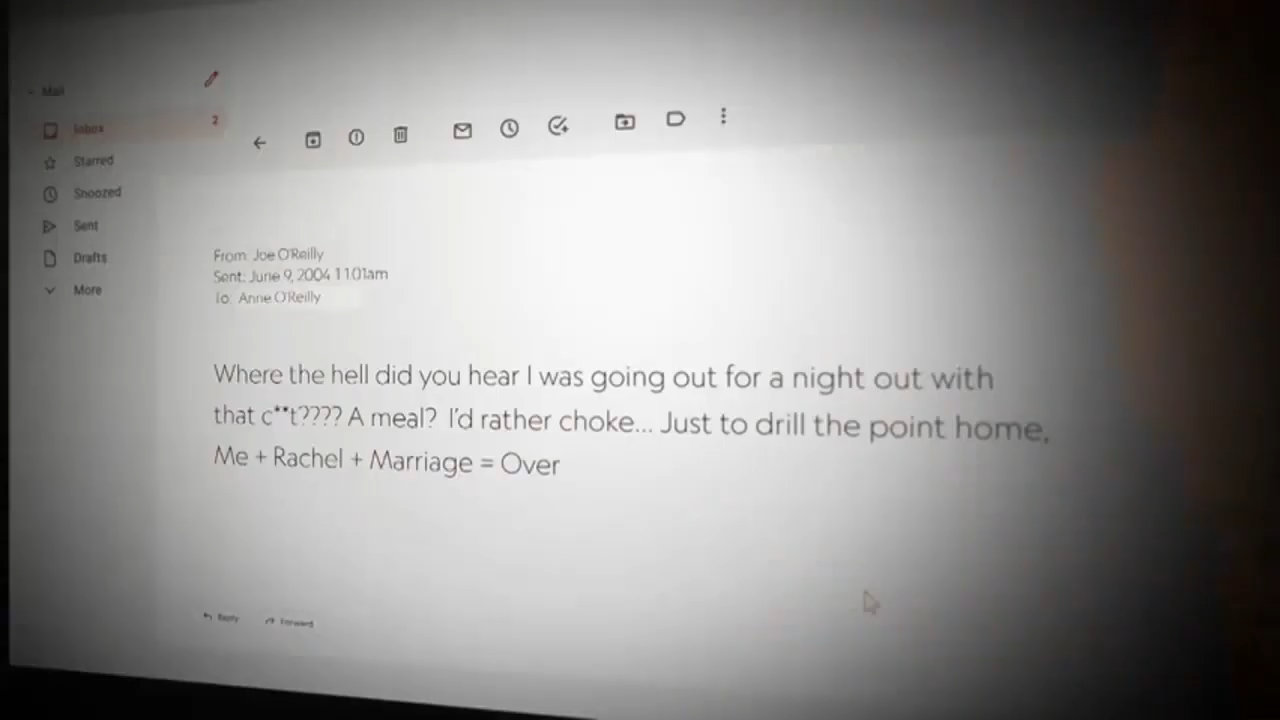 Mail
Inbox 2
Starred
Snoozed
Sent
Drafts
More
From: Joe O'Reilly
Sent: June 9, 2004 11:01am
To: Anne O'Reilly
Where the hell did you hear I was going out for a night out with
that c**t???? A meal? I'd rather choke... Just to drill the point home,
Me + Rachel + Marriage = Over
Reply
Forward